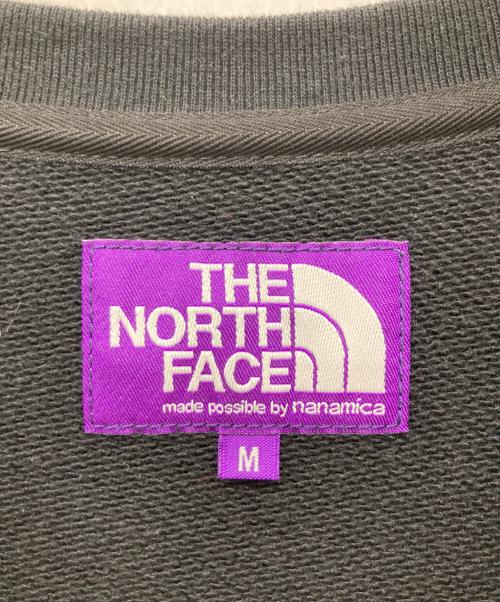 THE
NORTH
FACE
made possible by nanamica
M